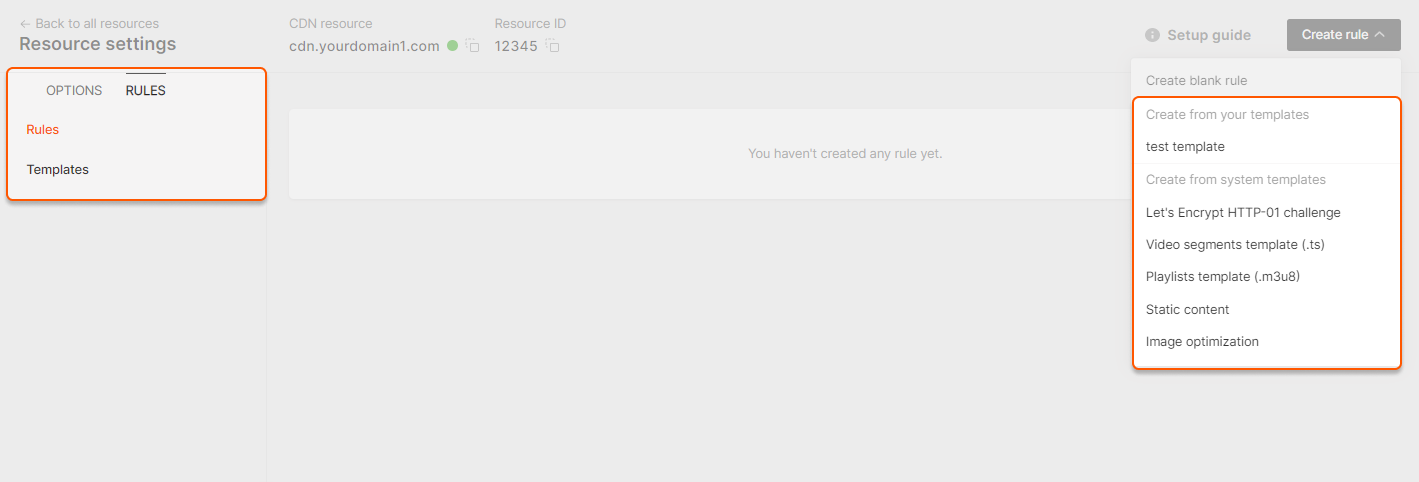 ← Back to all resources
Resource settings
CDN resource
cdn.yourdomain1.com
Resource ID
12345
Setup guide
Create rule
OPTIONS RULES
Rules
Templates
You haven't created any rule yet.
Create blank rule
Create from your templates
test template
Create from system templates
Let's Encrypt HTTP-01 challenge
Video segments template (.ts)
Playlists template (.m3u8)
Static content
Image optimization